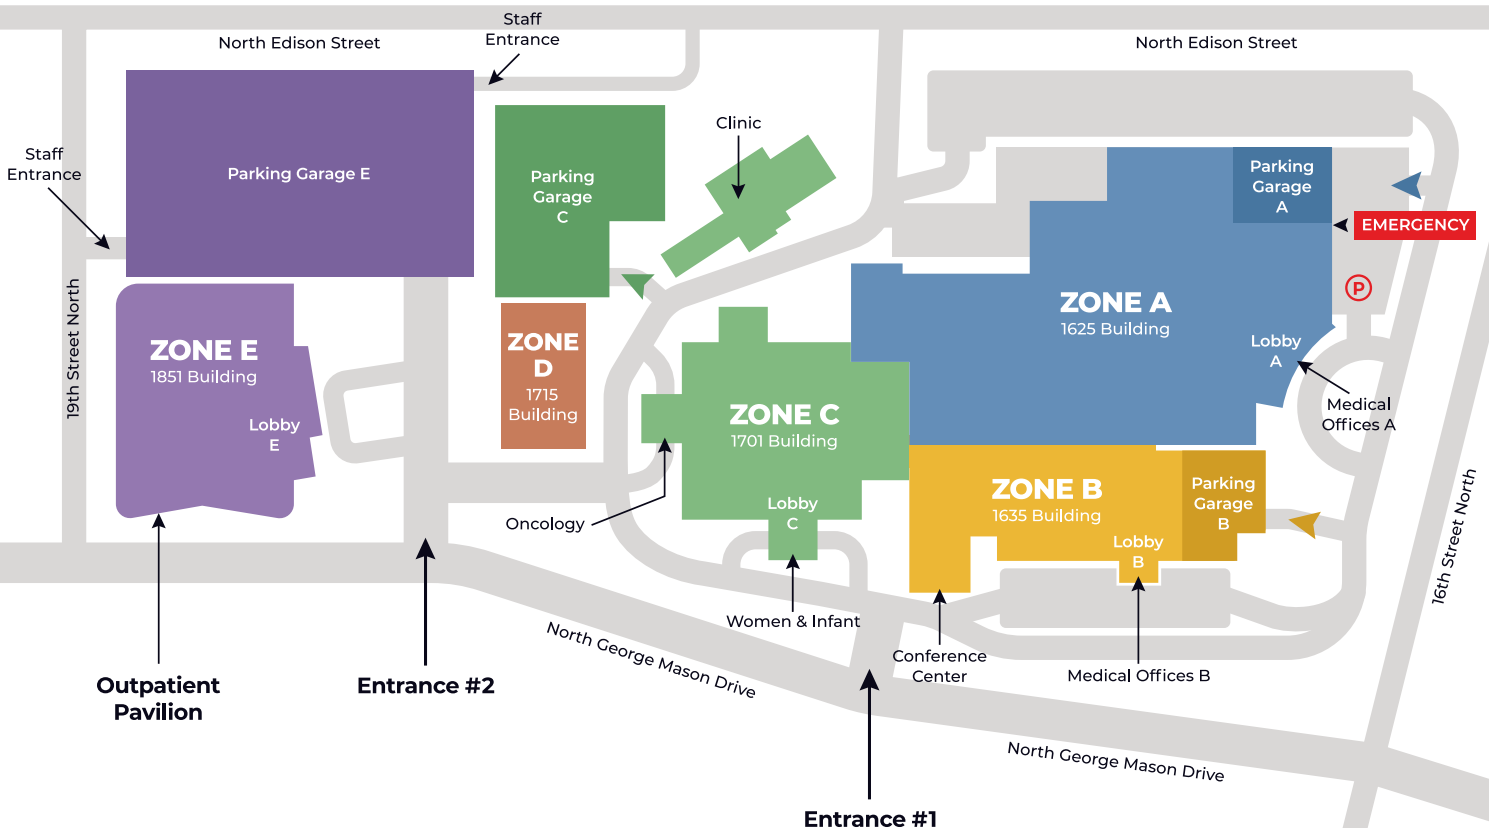 Staff
Entrance
North Edison Street
North Edison Street
Clinic
Staff
Entrance
Parking Garage E
Parking
Garage
C
Parking
Garage
A
EMERGENCY
P
19th Street North
ZONE E
1851 Building
Lobby
E
ZONE
D
1715
Building
ZONE C
1701 Building
Lobby
C
ZONE A
1625 Building
Lobby
A
Medical
Offices A
ZONE B
1635 Building
Lobby
B
Parking
Garage
B
16th Street North
Oncology
Women & Infant
Conference
Center
Medical Offices B
North George Mason Drive
North George Mason Drive
Outpatient
Pavilion
Entrance #2
Entrance #1